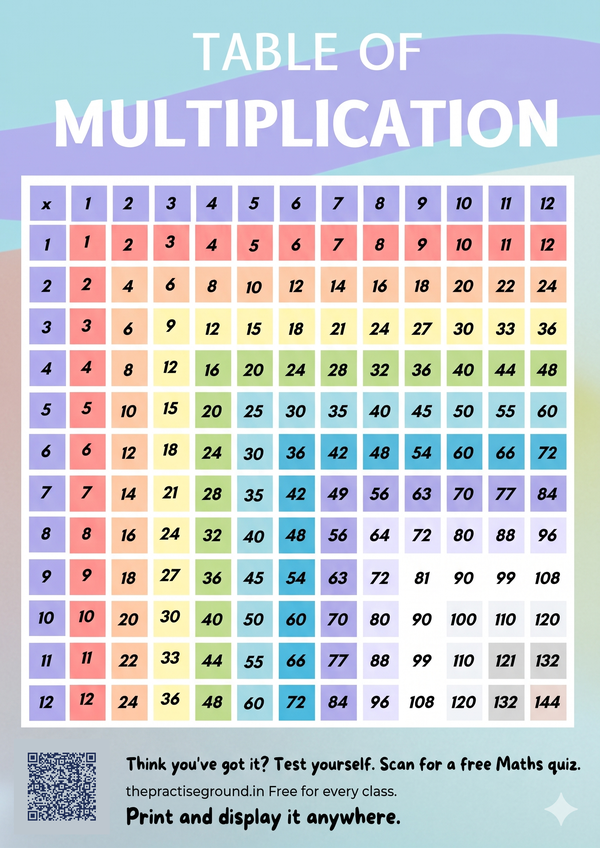 TABLE OF
MULTIPLICATION
x 1 2 3 4 5 6 7 8 9 10 11 12
1 1 2 3 4 5 6 7 8 9 10 11 12
2 2 4 6 8 10 12 14 16 18 20 22 24
3 3 6 9 12 15 18 21 24 27 30 33 36
4 4 8 12 16 20 24 28 32 36 40 44 48
5 5 10 15 20 25 30 35 40 45 50 55 60
6 6 12 18 24 30 36 42 48 54 60 66 72
7 7 14 21 28 35 42 49 56 63 70 77 84
8 8 16 24 32 40 48 56 64 72 80 88 96
9 9 18 27 36 45 54 63 72 81 90 99 108
10 10 20 30 40 50 60 70 80 90 100 110 120
11 11 22 33 44 55 66 77 88 99 110 121 132
12 12 24 36 48 60 72 84 96 108 120 132 144
Think you've got it? Test yourself. Scan for a free Maths quiz.
thepractiseground.in Free for every class.
Print and display it anywhere.